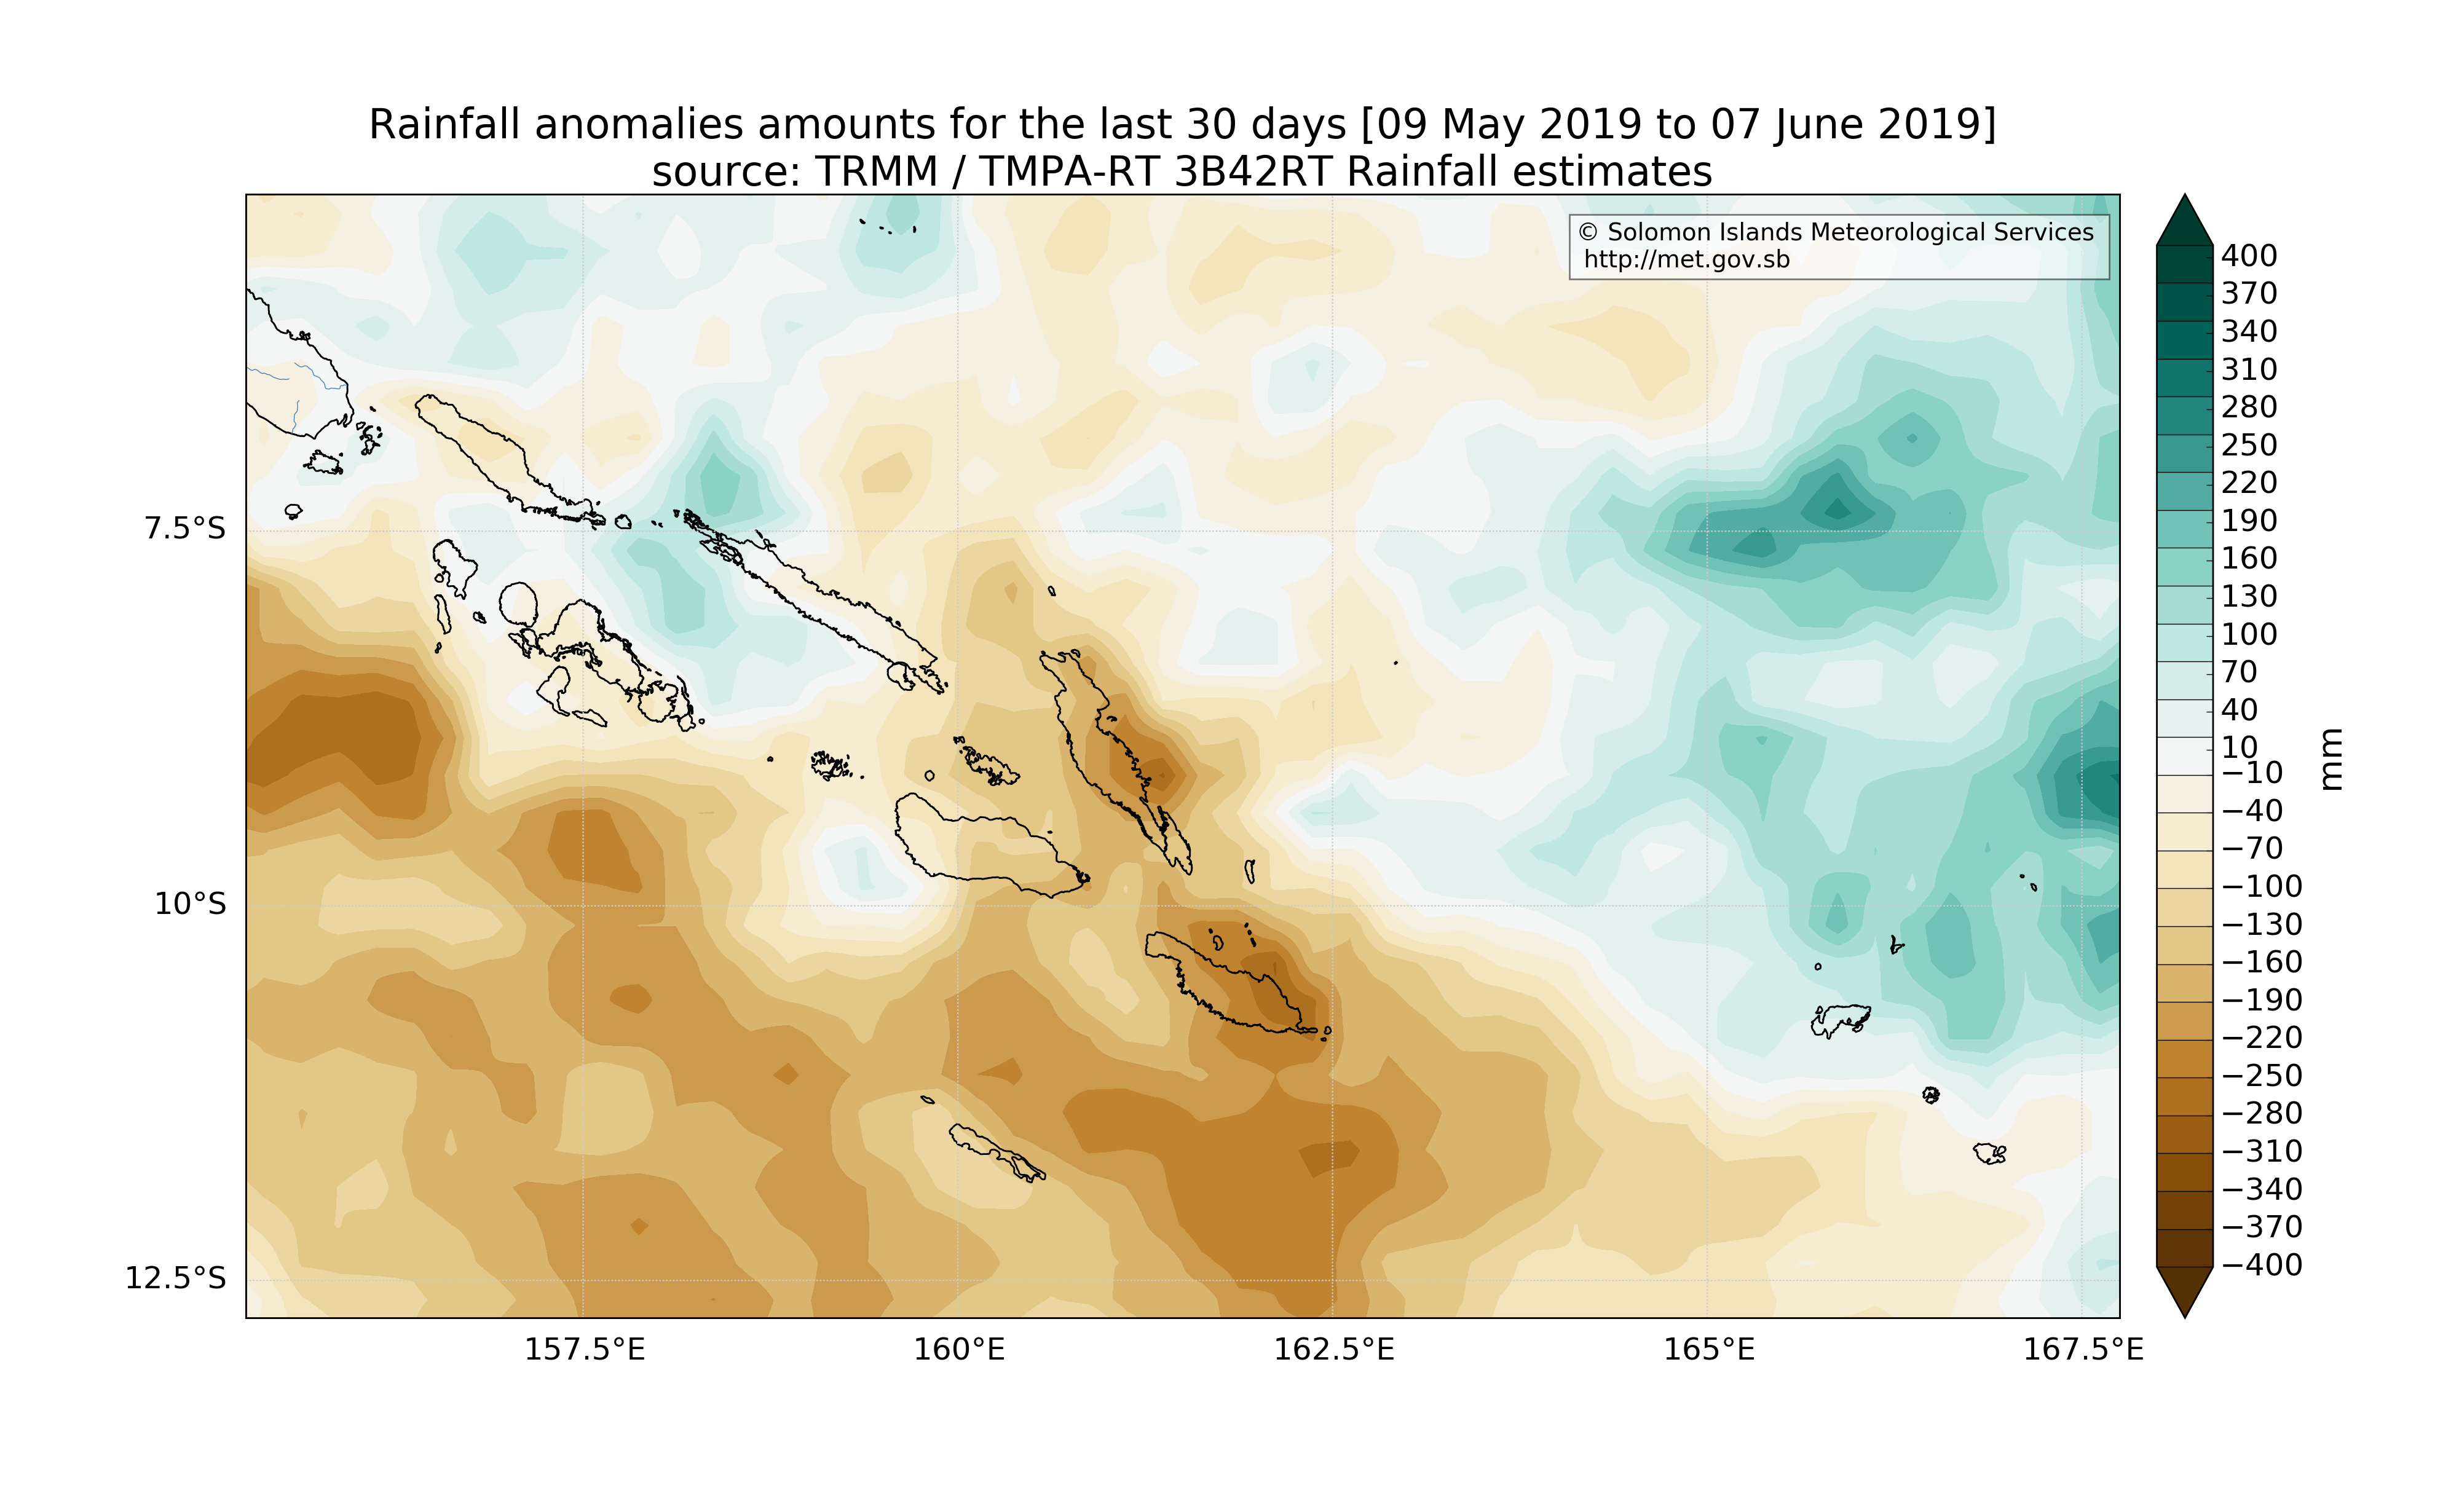 Rainfall anomalies amounts for the last 30 days [09 May 2019 to 07 June 2019]
source: TRMM / TMPA-RT 3B42RT Rainfall estimates
© Solomon Islands Meteorological Services
http://met.gov.sb
7.5°S
10°S
12.5°S
157.5°E
160°E
162.5°E
165°E
167.5°E
400
370
340
310
280
250
220
190
160
130
100
70
40
10
−10
−40
−70
−100
−130
−160
−190
−220
−250
−280
−310
−340
−370
−400
mm